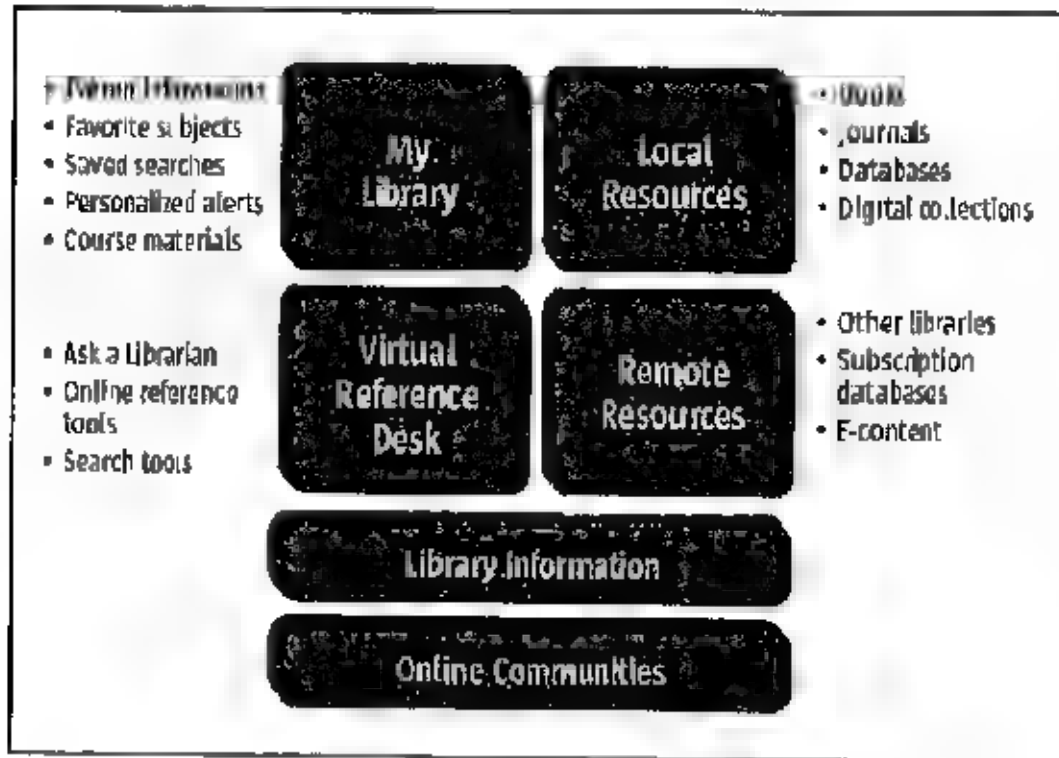 • Favorite subjects
• Saved searches
• Personalized alerts
• Course materials
My
Library
Local
Resources
• Books
• Journals
• Databases
• Digital collections
• Ask a Librarian
• Online reference
tools
• Search tools
Virtual
Reference
Desk
Remote
Resources
• Other libraries
• Subscription
databases
• E-content
Library Information
Online Communities